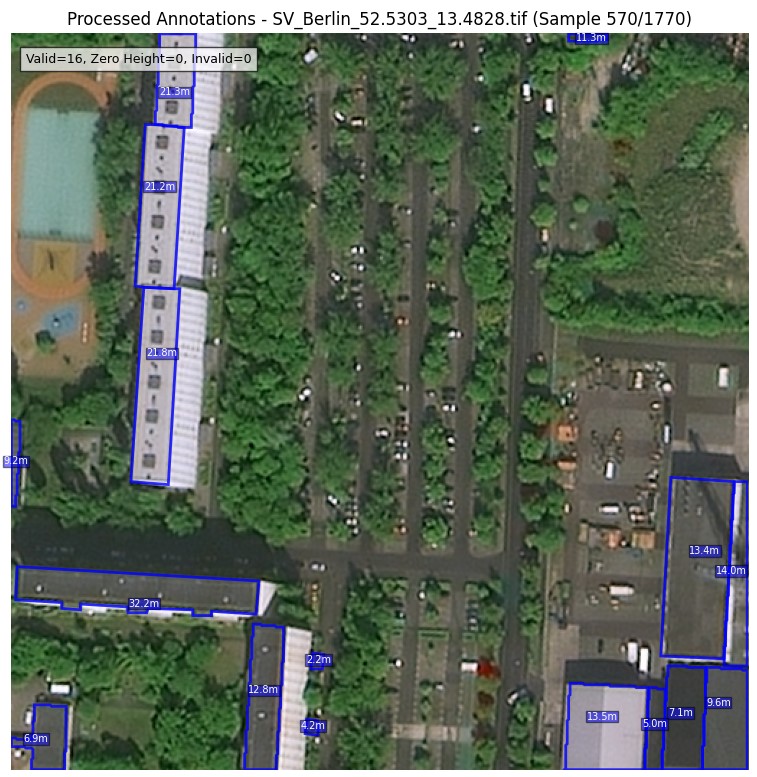 Processed Annotations - SV_Berlin_52.5303_13.4828.tif (Sample 570/1770)
11.3m
Valid=16, Zero Height=0, Invalid=0
21.3m
21.2m
21.8m
9.2m
13.4m
14.0m
32.2m
2.2m
12.8m
9.6m
7.1m
13.5m
5.0m
4.2m
6.9m